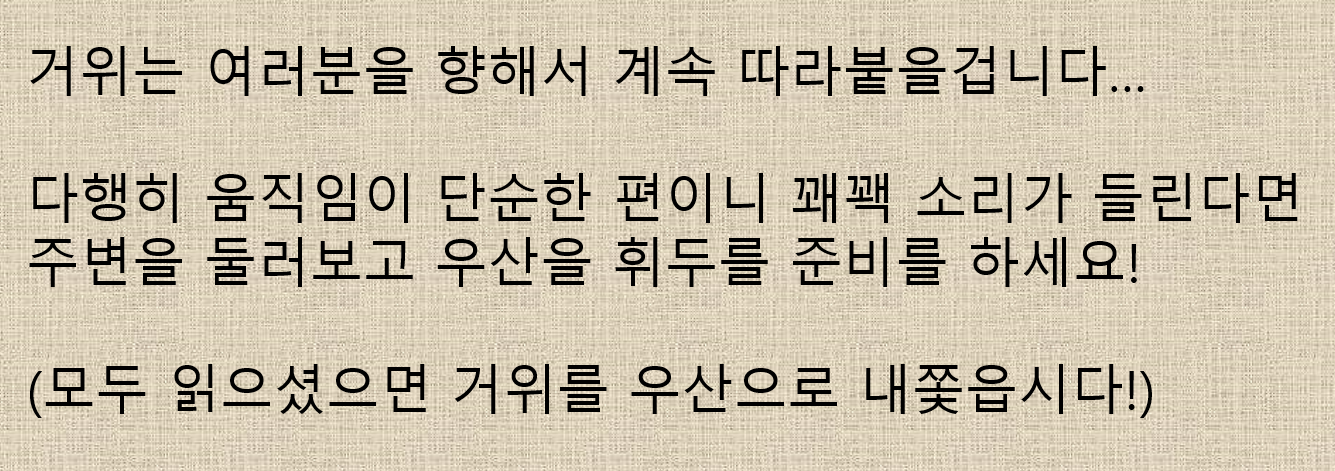 거위는 여러분을 향해서 계속 따라붙을겁니다...
다행히 움직임이 단순한 편이니 꽤꽥 소리가 들린다면
주변을 둘러보고 우산을 휘두를 준비를 하세요!
(모두 읽으셨으면 거위를 우산으로 내쫓읍시다!)